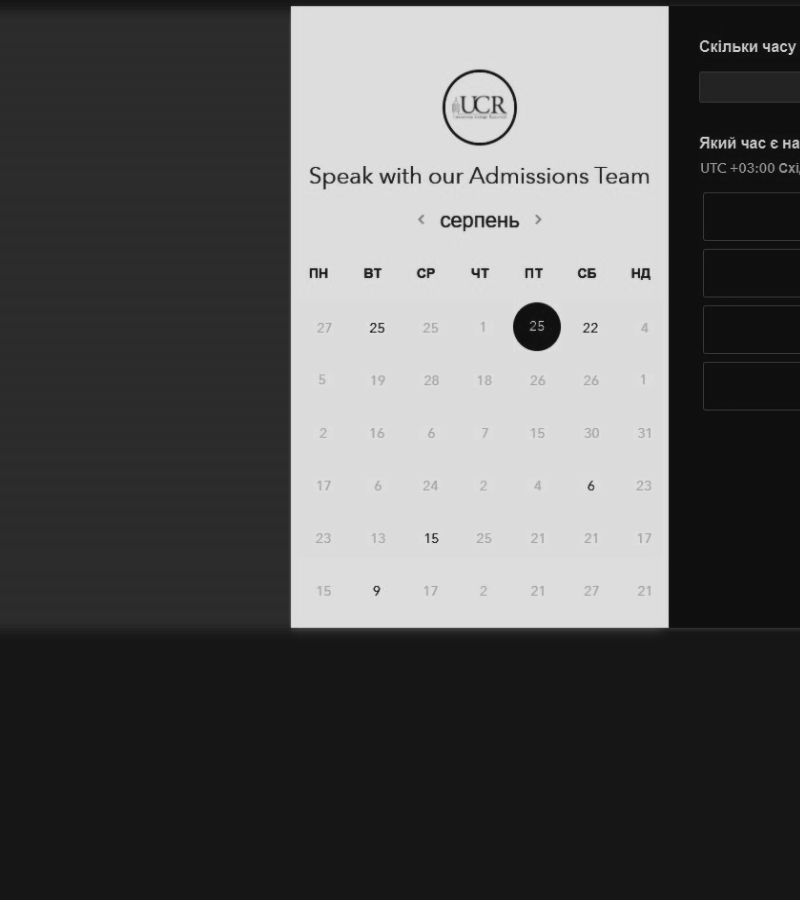 UCR
Speak with our Admissions Team
< серпень >
ПН ВТ СР ЧТ ПТ СБ НД
27 25 25 1 25 22 4
5 19 28 18 26 26 1
2 16 6 7 15 30 31
17 6 24 2 4 6 23
23 13 15 25 21 21 17
15 9 17 2 21 27 21
Скільки часу
Який час є на
UTC +03:00 Схі